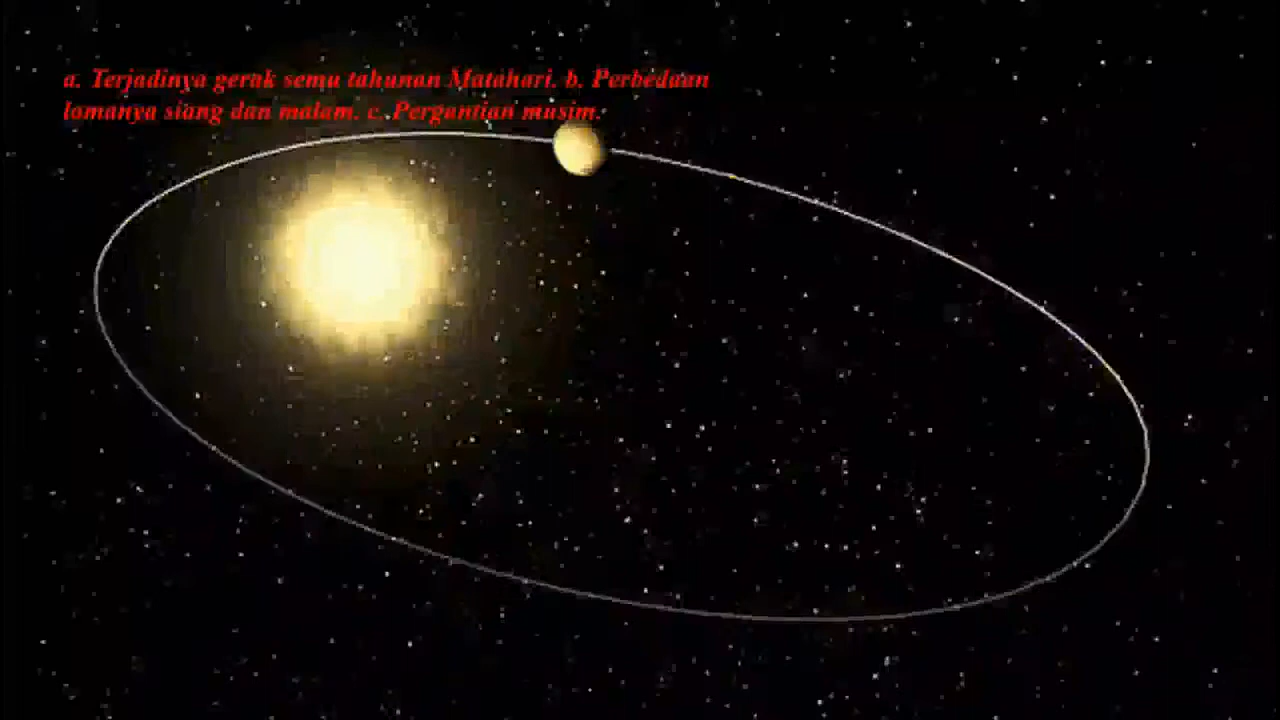 a. Terjadinya gerak semu tahunan Matahari. b. Perbedaan
lamanya siang dan malam. c. Pergantian musim.